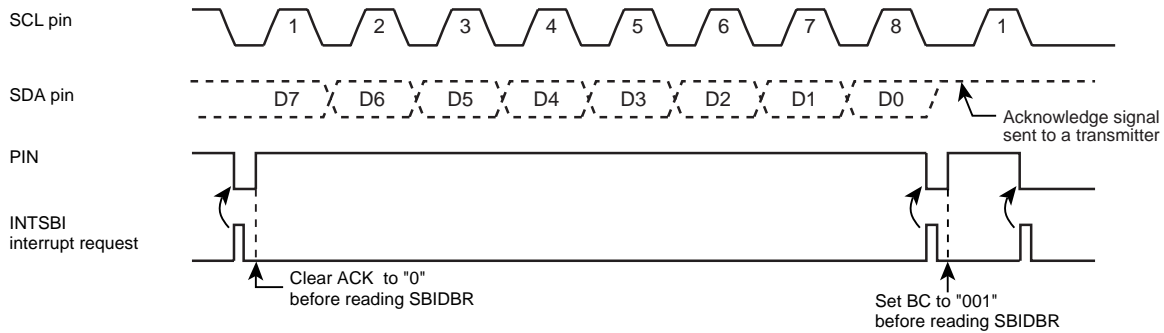 SCL pin
1 2 3 4 5 6 7 8 1
SDA pin
D7 D6 D5 D4 D3 D2 D1 D0
Acknowledge signal
sent to a transmitter
PIN
INTSBI
interrupt request
Clear ACK to "0"
before reading SBIDBR
Set BC to "001"
before reading SBIDBR